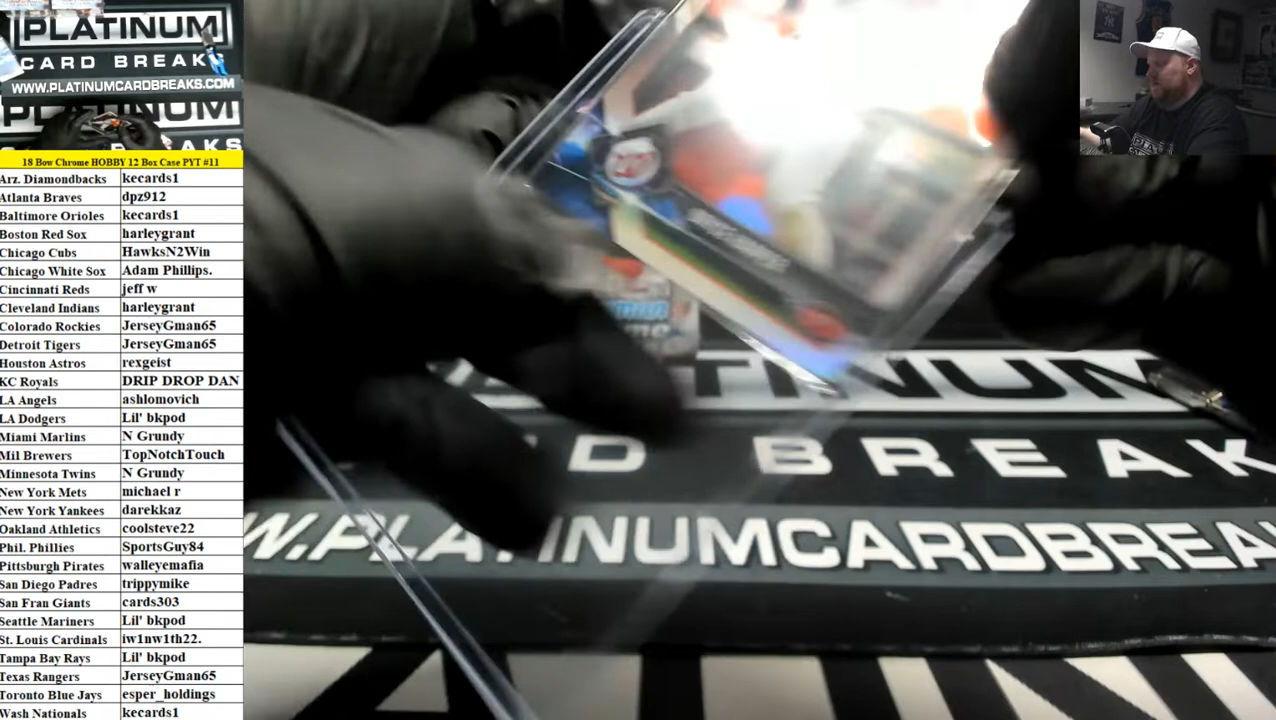 PLATINUM
CARD BREAKS
WWW.PLATINUMCARDBREAKS.COM
PLATINUM
18 Bow Chrome HOBBY 12 Box Case PYT #11
Arz. Diamondbacks kecards1
Atlanta Braves dpz912
Baltimore Orioles kecards1
Boston Red Sox harleygrant
Chicago Cubs HawksN2Win
Chicago White Sox Adam Phillips.
Cincinnati Reds jeff w
Cleveland Indians harleygrant
Colorado Rockies JerseyGman65
Detroit Tigers JerseyGman65
Houston Astros rexgeist
KC Royals DRIP DROP DAN
LA Angels ashlomovich
LA Dodgers Lil' bkpod
Miami Marlins N Grundy
Mil Brewers TopNotchTouch
Minnesota Twins N Grundy
New York Mets michael r
New York Yankees darekkaz
Oakland Athletics coolsteve22
Phil. Phillies SportsGuy84
Pittsburgh Pirates walleyemafia
San Diego Padres trippymike
San Fran Giants cards303
Seattle Mariners Lil' bkpod
St. Louis Cardinals iw1nw1th22.
Tampa Bay Rays Lil' bkpod
Texas Rangers JerseyGman65
Toronto Blue Jays esper_holdings
Wash Nationals kecards1
TINUM
D BREAK
W.PLATINUMCARDBREA